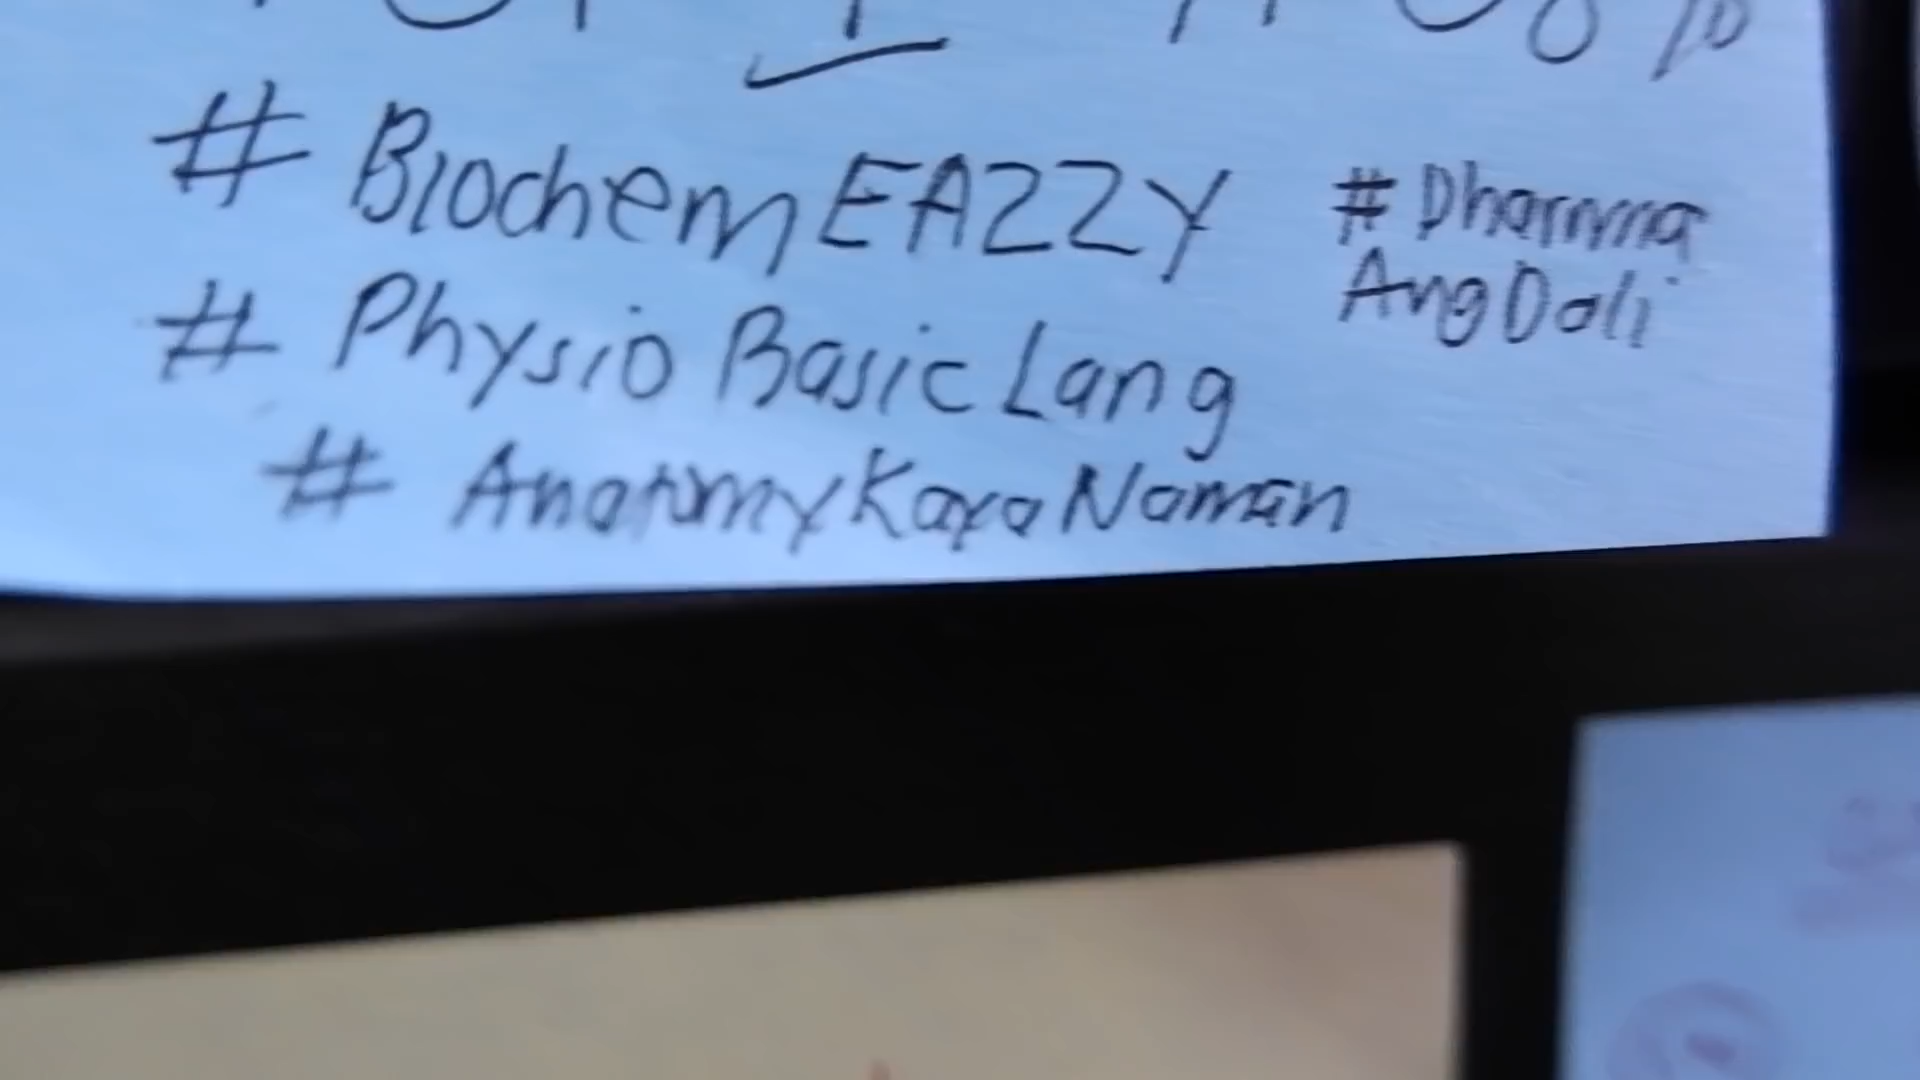 # BiochemEAZZY
# Physio Basic Lang
# AnatomyKayaNaman
# Dharma
AngDali